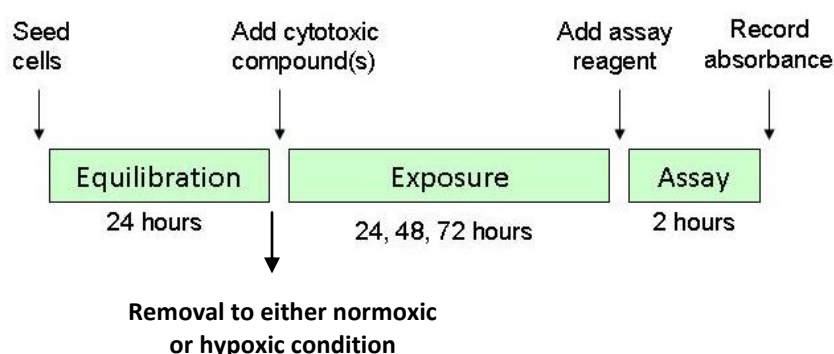 Seed
cells
Add cytotoxic
compound(s)
Add assay
reagent
Record
absorbance
Equilibration
Exposure
Assay
24 hours
24, 48, 72 hours
2 hours
Removal to either normoxic
or hypoxic condition